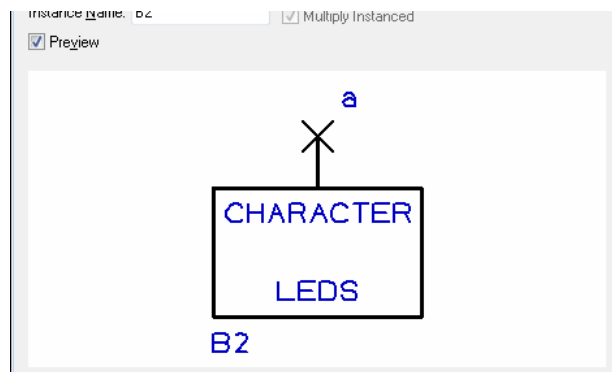 Instance Name: B2
Multiply Instanced
Preview
a
CHARACTER
LEDS
B2